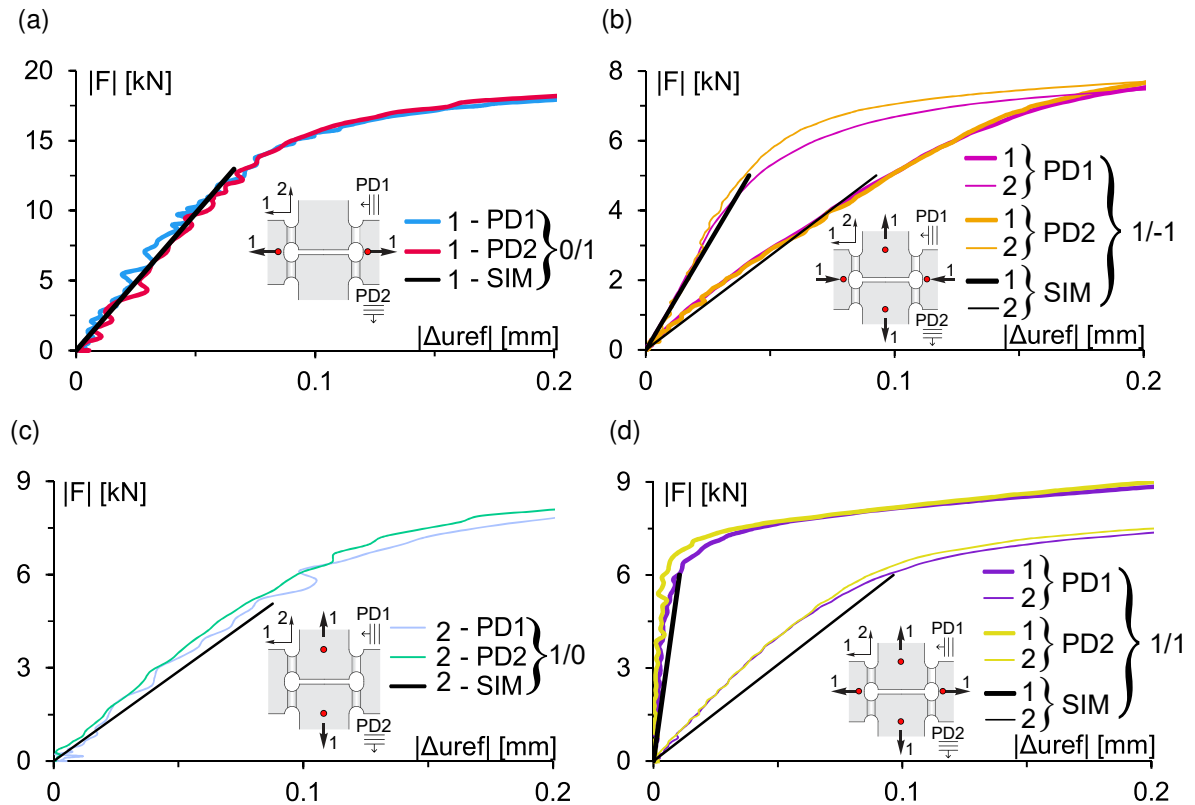 (a)
|F| [kN]
20
15
10
5
0
0.1
0.2
|Δuref| [mm]
2
1
PD1
1
1
PD2
1 - PD1
1 - PD2
1 - SIM
0/1
(b)
|F| [kN]
8
6
4
2
0
0
0.1
0.2
|Δuref| [mm]
2
1
1
PD1
1
1
PD2
1
1 PD1
2
1 PD2
2
1 SIM
2
1/-1
(c)
|F| [kN]
9
6
3
0
0
0.1
0.2
|Δuref| [mm]
2
1
1
PD1
PD2
1
2 - PD1
2 - PD2
2 - SIM
1/0
(d)
|F| [kN]
9
6
3
0
0
0.1
0.2
|Δuref| [mm]
2
1
1
PD1
1
1
PD2
1
1 PD1
2
1 PD2
2
1 SIM
2
1/1